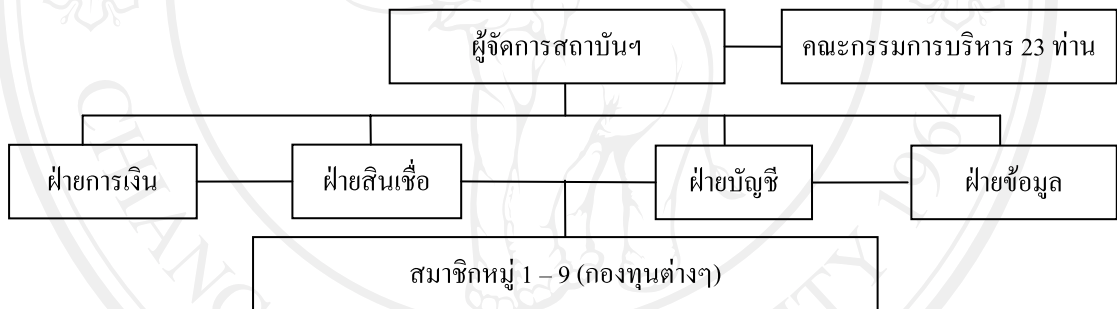 ผู้จัดการสถาบันฯ
คณะกรรมการบริหาร 23 ท่าน
ฝ่ายการเงิน
ฝ่ายสินเชื่อ
ฝ่ายบัญชี
ฝ่ายข้อมูล
สมาชิกหมู่ 1 – 9 (กองทุนต่างๆ)
CHIANG
UNIVERSITY 1964